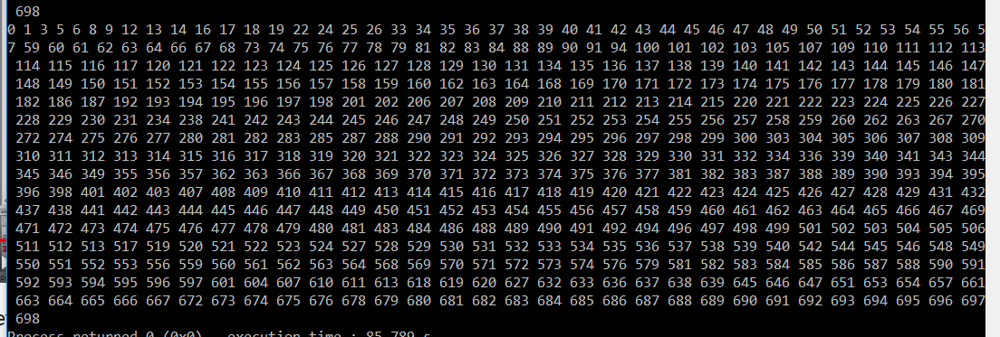 698
0 1 3 5 6 8 9 12 13 14 16 17 18 19 22 24 25 26 33 34 35 36 37 38 39 40 41 42 43 44 45 46 47 48 49 50 51 52 53 54 55 56 5
7 59 60 61 62 63 64 66 67 68 73 74 75 76 77 78 79 81 82 83 84 88 89 90 91 94 100 101 102 103 105 107 109 110 111 112 113
114 115 116 117 120 121 122 123 124 125 126 127 128 129 130 131 134 135 136 137 138 139 140 141 142 143 144 145 146 147
148 149 150 151 152 153 154 155 156 157 158 159 160 162 163 164 168 169 170 171 172 173 174 175 176 177 178 179 180 181
182 186 187 192 193 194 195 196 197 198 201 202 206 207 208 209 210 211 212 213 214 215 220 221 222 223 224 225 226 227
228 229 230 231 234 238 241 242 243 244 245 246 247 248 249 250 251 252 253 254 255 256 257 258 259 260 262 263 267 270
272 274 275 276 277 280 281 282 283 285 287 288 290 291 292 293 294 295 296 297 298 299 300 303 304 305 306 307 308 309
310 311 312 313 314 315 316 317 318 319 320 321 322 323 324 325 326 327 328 329 330 331 332 334 336 339 340 341 343 344
345 346 349 355 356 357 362 363 366 367 368 369 370 371 372 373 374 375 376 377 381 382 383 387 388 389 390 393 394 395
396 398 401 402 403 407 408 409 410 411 412 413 414 415 416 417 418 419 420 421 422 423 424 425 426 427 428 429 431 432
437 438 441 442 443 444 445 446 447 448 449 450 451 452 453 454 455 456 457 458 459 460 461 462 463 464 465 466 467 469
471 472 473 474 475 476 477 478 479 480 481 483 484 486 488 489 490 491 492 494 496 497 498 499 501 502 503 504 505 506
511 512 513 517 519 520 521 522 523 524 527 528 529 530 531 532 533 534 535 536 537 538 539 540 542 544 545 546 548 549
550 551 552 553 556 559 560 561 562 563 564 568 569 570 571 572 573 574 576 579 581 582 583 584 585 586 587 588 590 591
592 593 594 595 596 597 601 604 607 610 611 613 618 619 620 627 632 633 636 637 638 639 645 646 647 651 653 654 657 661
663 664 665 666 667 672 673 674 675 676 678 679 680 681 682 683 684 685 686 687 688 689 690 691 692 693 694 695 696 697
698
Process returned 0 (0x0) execution time : 85.789 s